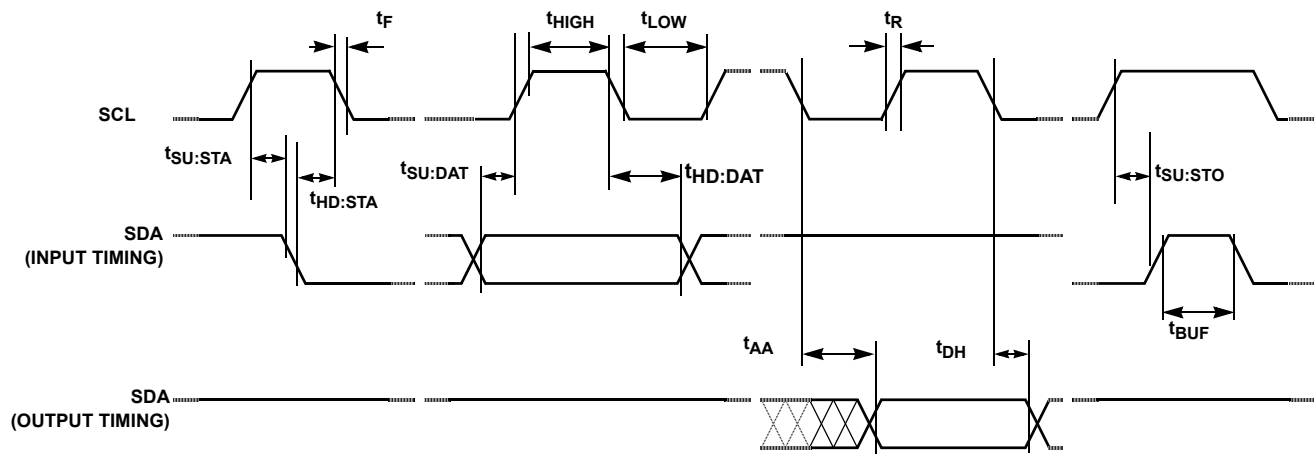 tF
tHIGH
tLOW
tR
SCL
tSU:STA
tHD:STA
tSU:DAT
tHD:DAT
tSU:STO
SDA
(INPUT TIMING)
tBUF
tAA
tDH
SDA
(OUTPUT TIMING)